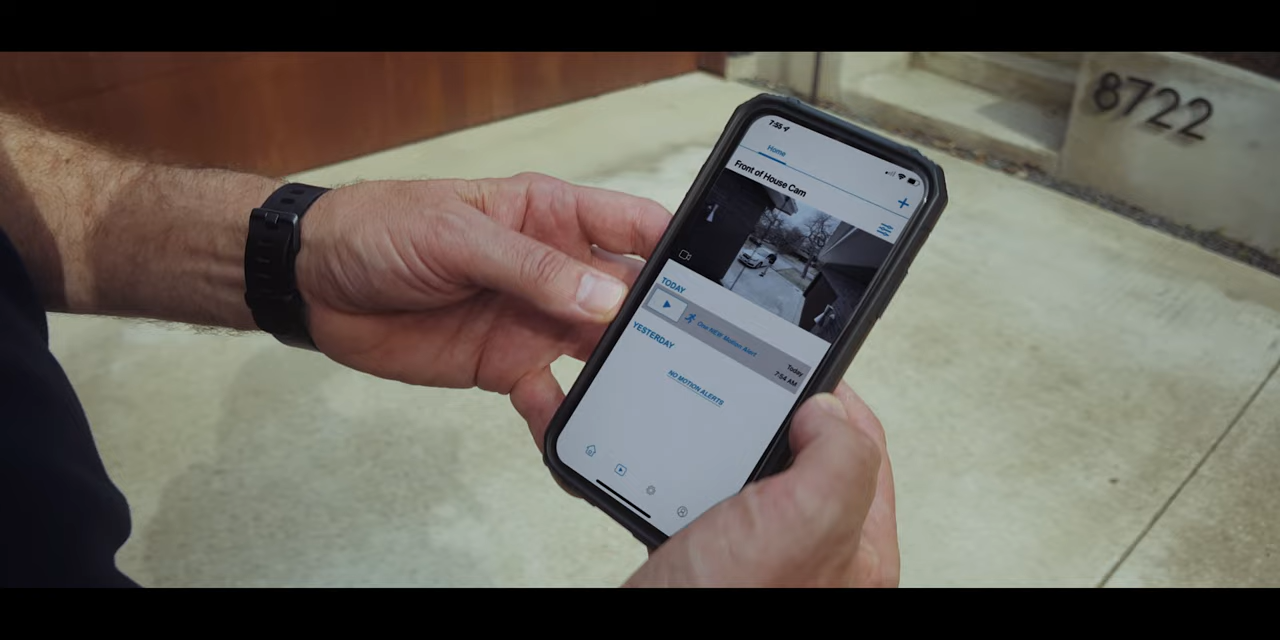 8722
7:55
Home
Front of House Cam
TODAY
One NEW Motion Alert
Today
7:54 AM
YESTERDAY
NO MOTION ALERTS